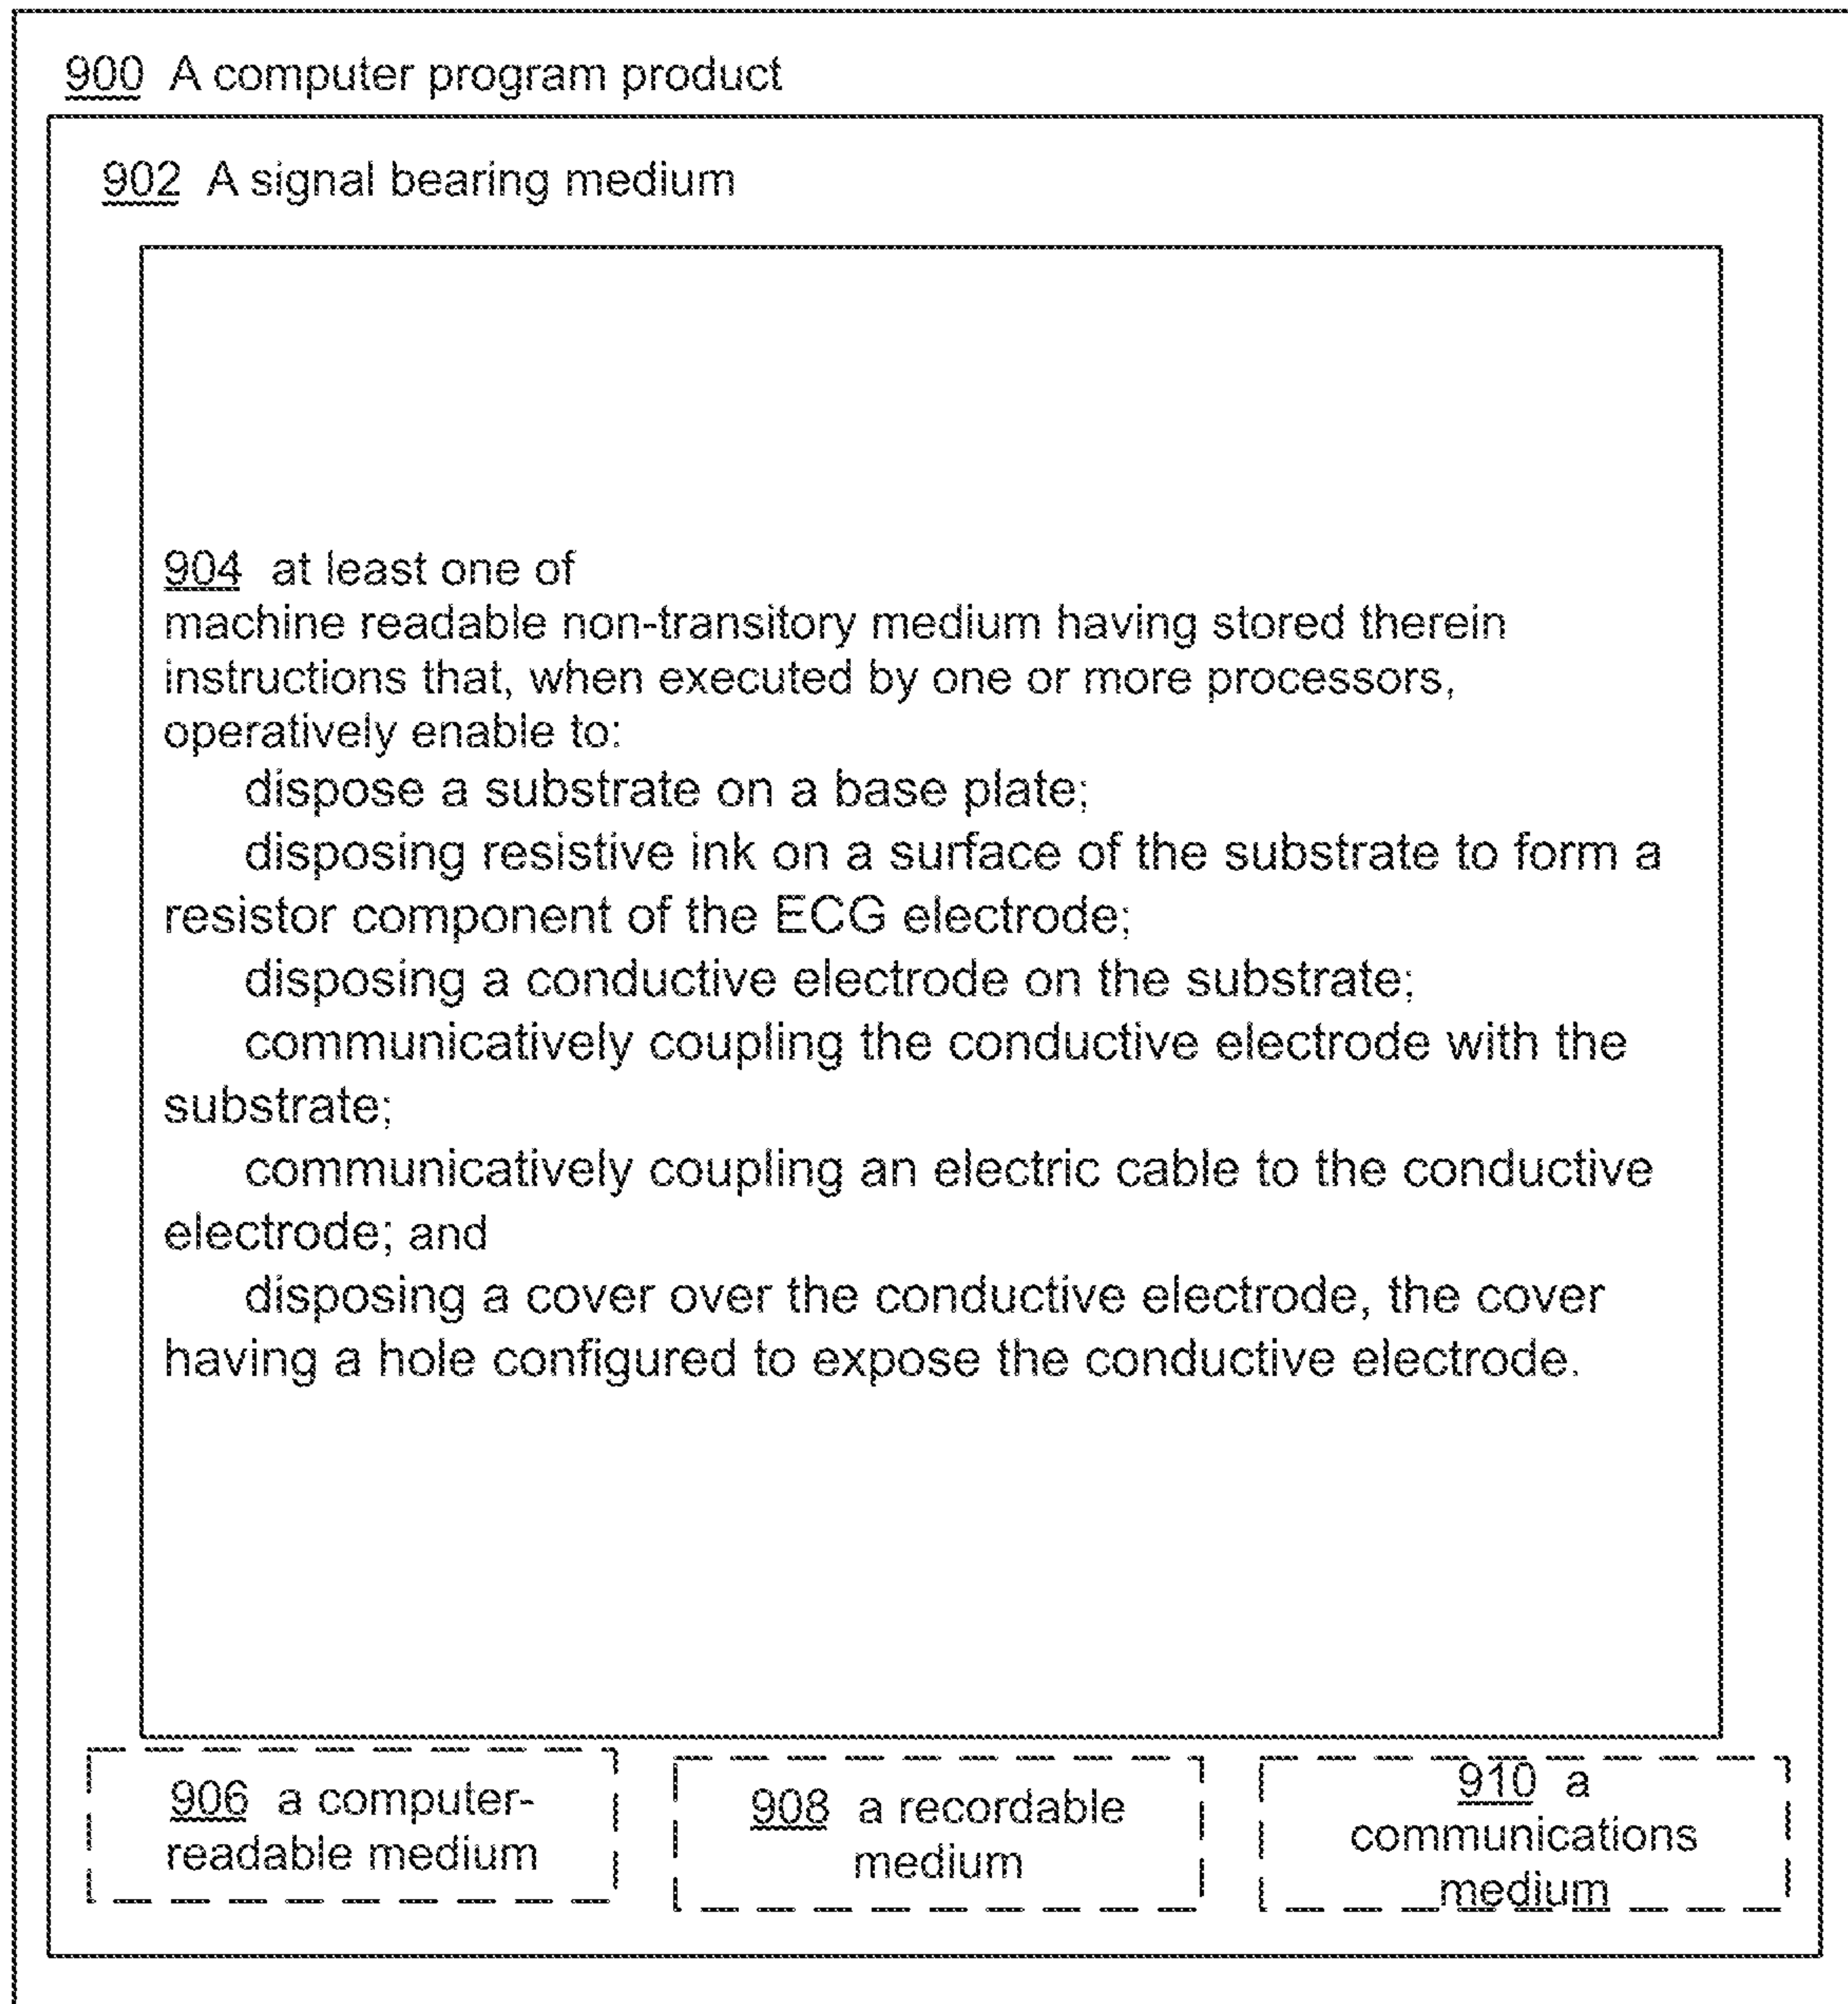 900 A computer program product
902 A signal bearing medium
904 at least one of
machine readable non-transitory medium having stored therein
instructions that, when executed by one or more processors,
operatively enable to:
dispose a substrate on a base plate;
disposing resistive ink on a surface of the substrate to form a
resistor component of the ECG electrode;
disposing a conductive electrode on the substrate;
communicatively coupling the conductive electrode with the
substrate;
communicatively coupling an electric cable to the conductive
electrode; and
disposing a cover over the conductive electrode, the cover
having a hole configured to expose the conductive electrode.
906 a computer-
readable medium
908 a recordable
medium
910 a
communications
medium